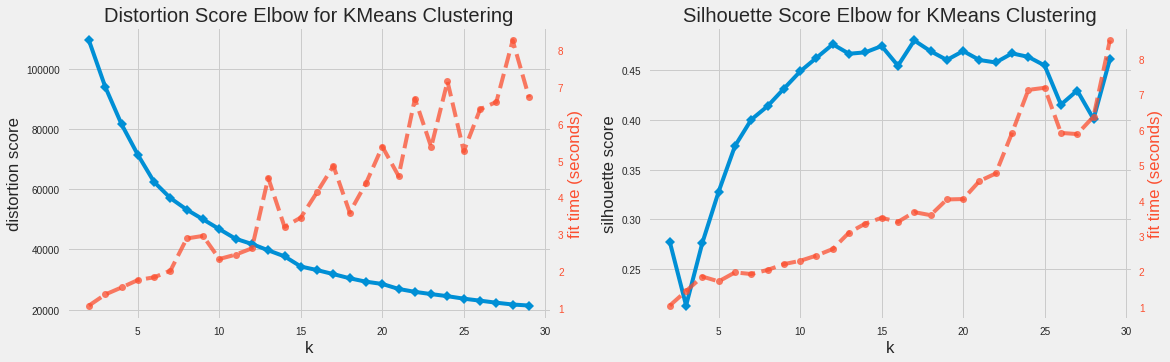 Distortion Score Elbow for KMeans Clustering
distortion score
100000
80000
60000
40000
20000
8
7
6
5
4
3
2
1
fit time (seconds)
5 10 15 20 25 30
k
Silhouette Score Elbow for KMeans Clustering
silhouette score
0.45
0.40
0.35
0.30
0.25
8
7
6
5
4
3
2
1
fit time (seconds)
5 10 15 20 25 30
k